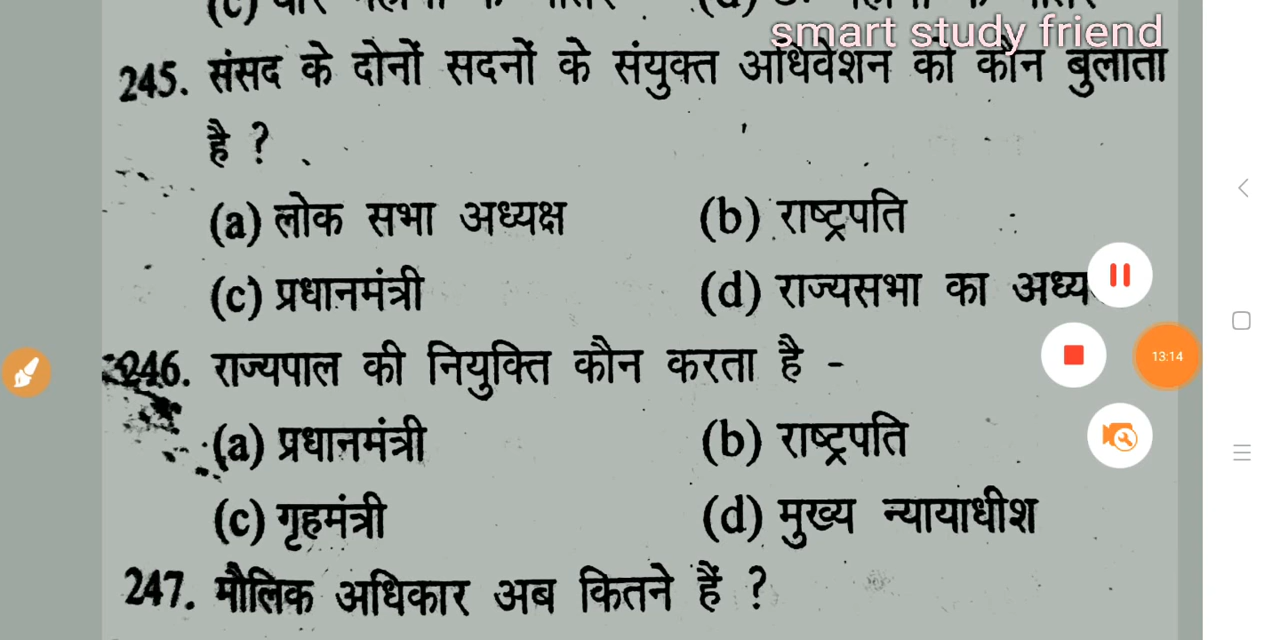 smart study friend
245. संसद के दोनों सदनों के संयुक्त अधिवेशन को कौन बुलाता
है ?
(a) लोक सभा अध्यक्ष (b) राष्ट्रपति
(c) प्रधानमंत्री (d) राज्यसभा का
246. राज्यपाल की नियुक्ति कौन करता है -
(a) प्रधानमंत्री (b) राष्ट्रपति
(c) गृहमंत्री (d) मुख्य न्यायाधीश
247. मौलिक अधिकार अब कितने हैं ?
13:14